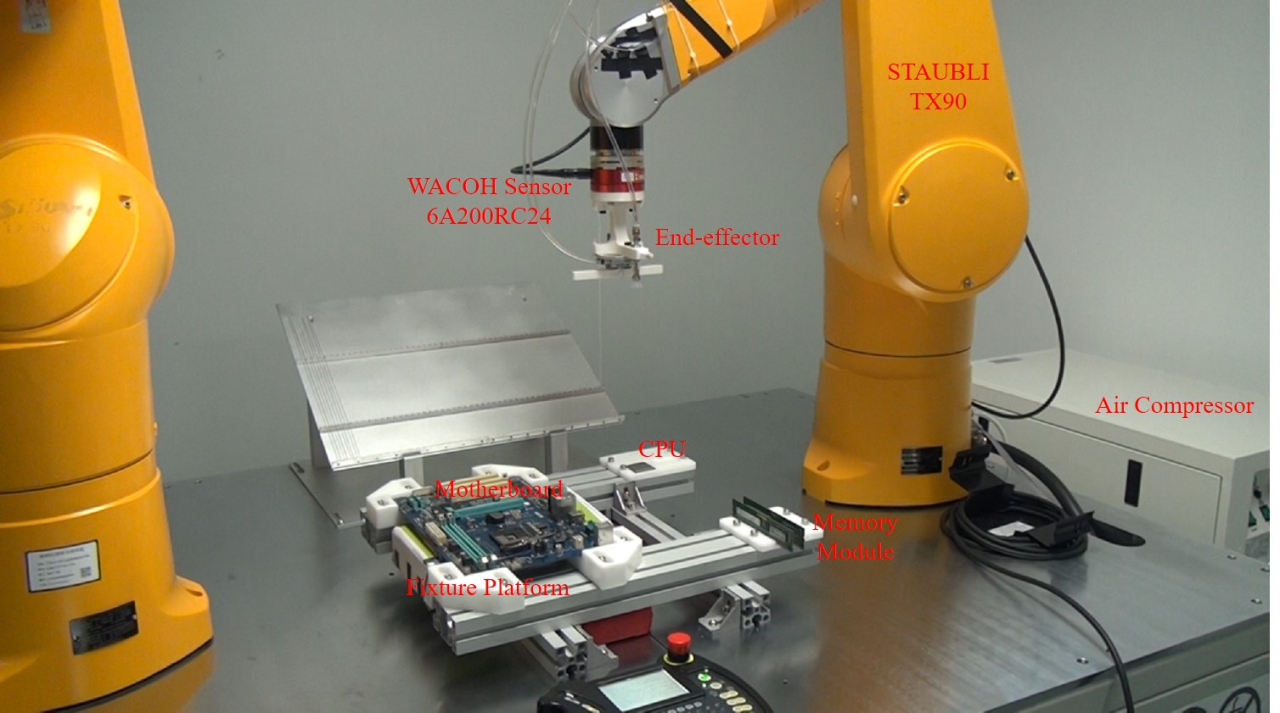 STAUBLI
TX90
WACOH Sensor
6A200RC24
End-effector
Air Compressor
CPU
Motherboard
Memory
Module
Fixture Platform